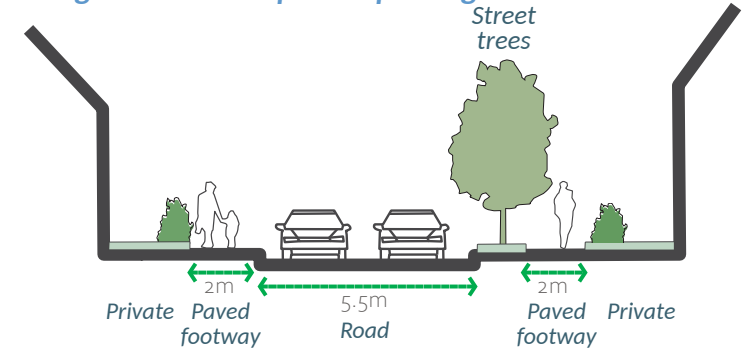 Street
trees
2m
5.5m
2m
Private
Paved
footway
Road
Paved
footway
Private